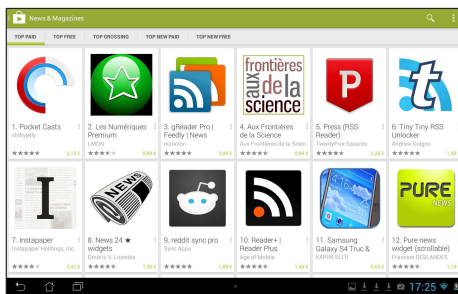 News & Magazines
TOP PAID TOP FREE TOP GROSSING TOP NEW PAID TOP NEW FREE
frontières
aux
de la
science
P
t
1. Pocket Casts
shiftyjelly
2,13 €
2. Les Numériques
Premium
LMDN
0,99 €
3. gReader Pro |
Feedly | News
noinnion
4. Aux Frontières
de la Science
Aux Frontières de la Scien
5. Press (RSS
Reader)
TwentyFive Squares
6. Tiny Tiny RSS
Unlocker
Andrew Dolgov
I
NEWS
PURE
NEWS
7. Instapaper
Instapaper Holdings, Inc.
8. News 24 ★
widgets
Dmitriy V. Lozenko
9. reddit sync pro
Sync Apps
10. Reader+ |
Reader Plus
Age of Mobile
11. Samsung
Galaxy S4 Truc &
KARIM SLITI
12. Pure news
widget (scrollable)
Francois DESLANDES
17:25